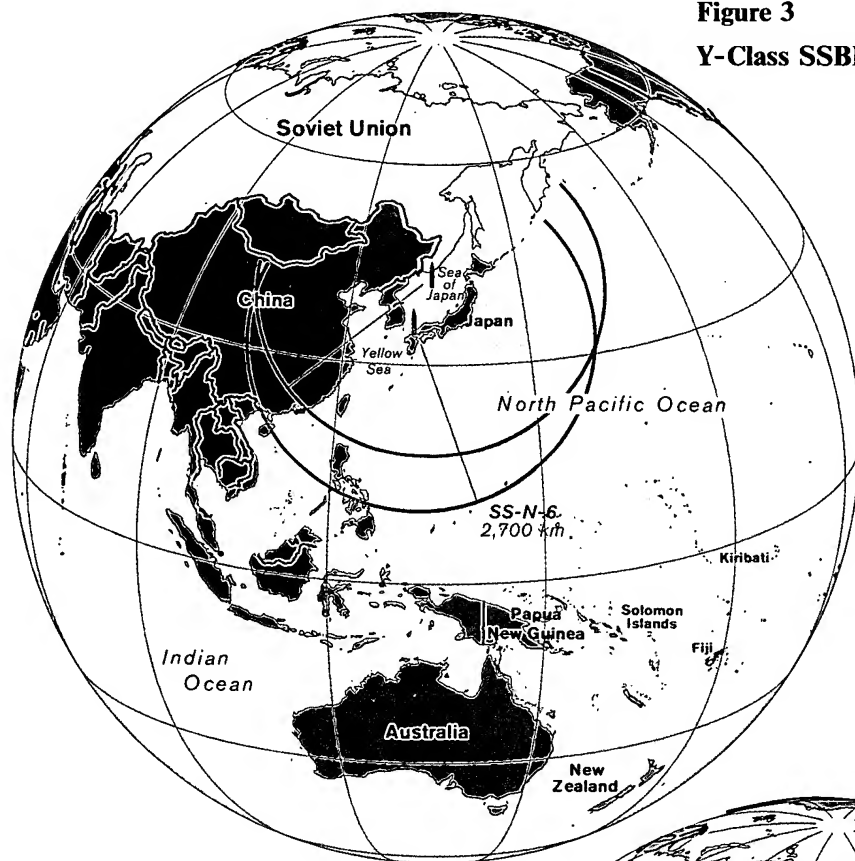 Figure 3
Y-Class SSB
Soviet Union
China
Sea
of
Japan
Japan
Yellow
Sea
North Pacific Ocean
SS-N-6
2,700 km
Kiribati
Papua
New Guinea
Solomon
Islands
Fiji
Indian
Ocean
Australia
New
Zealand